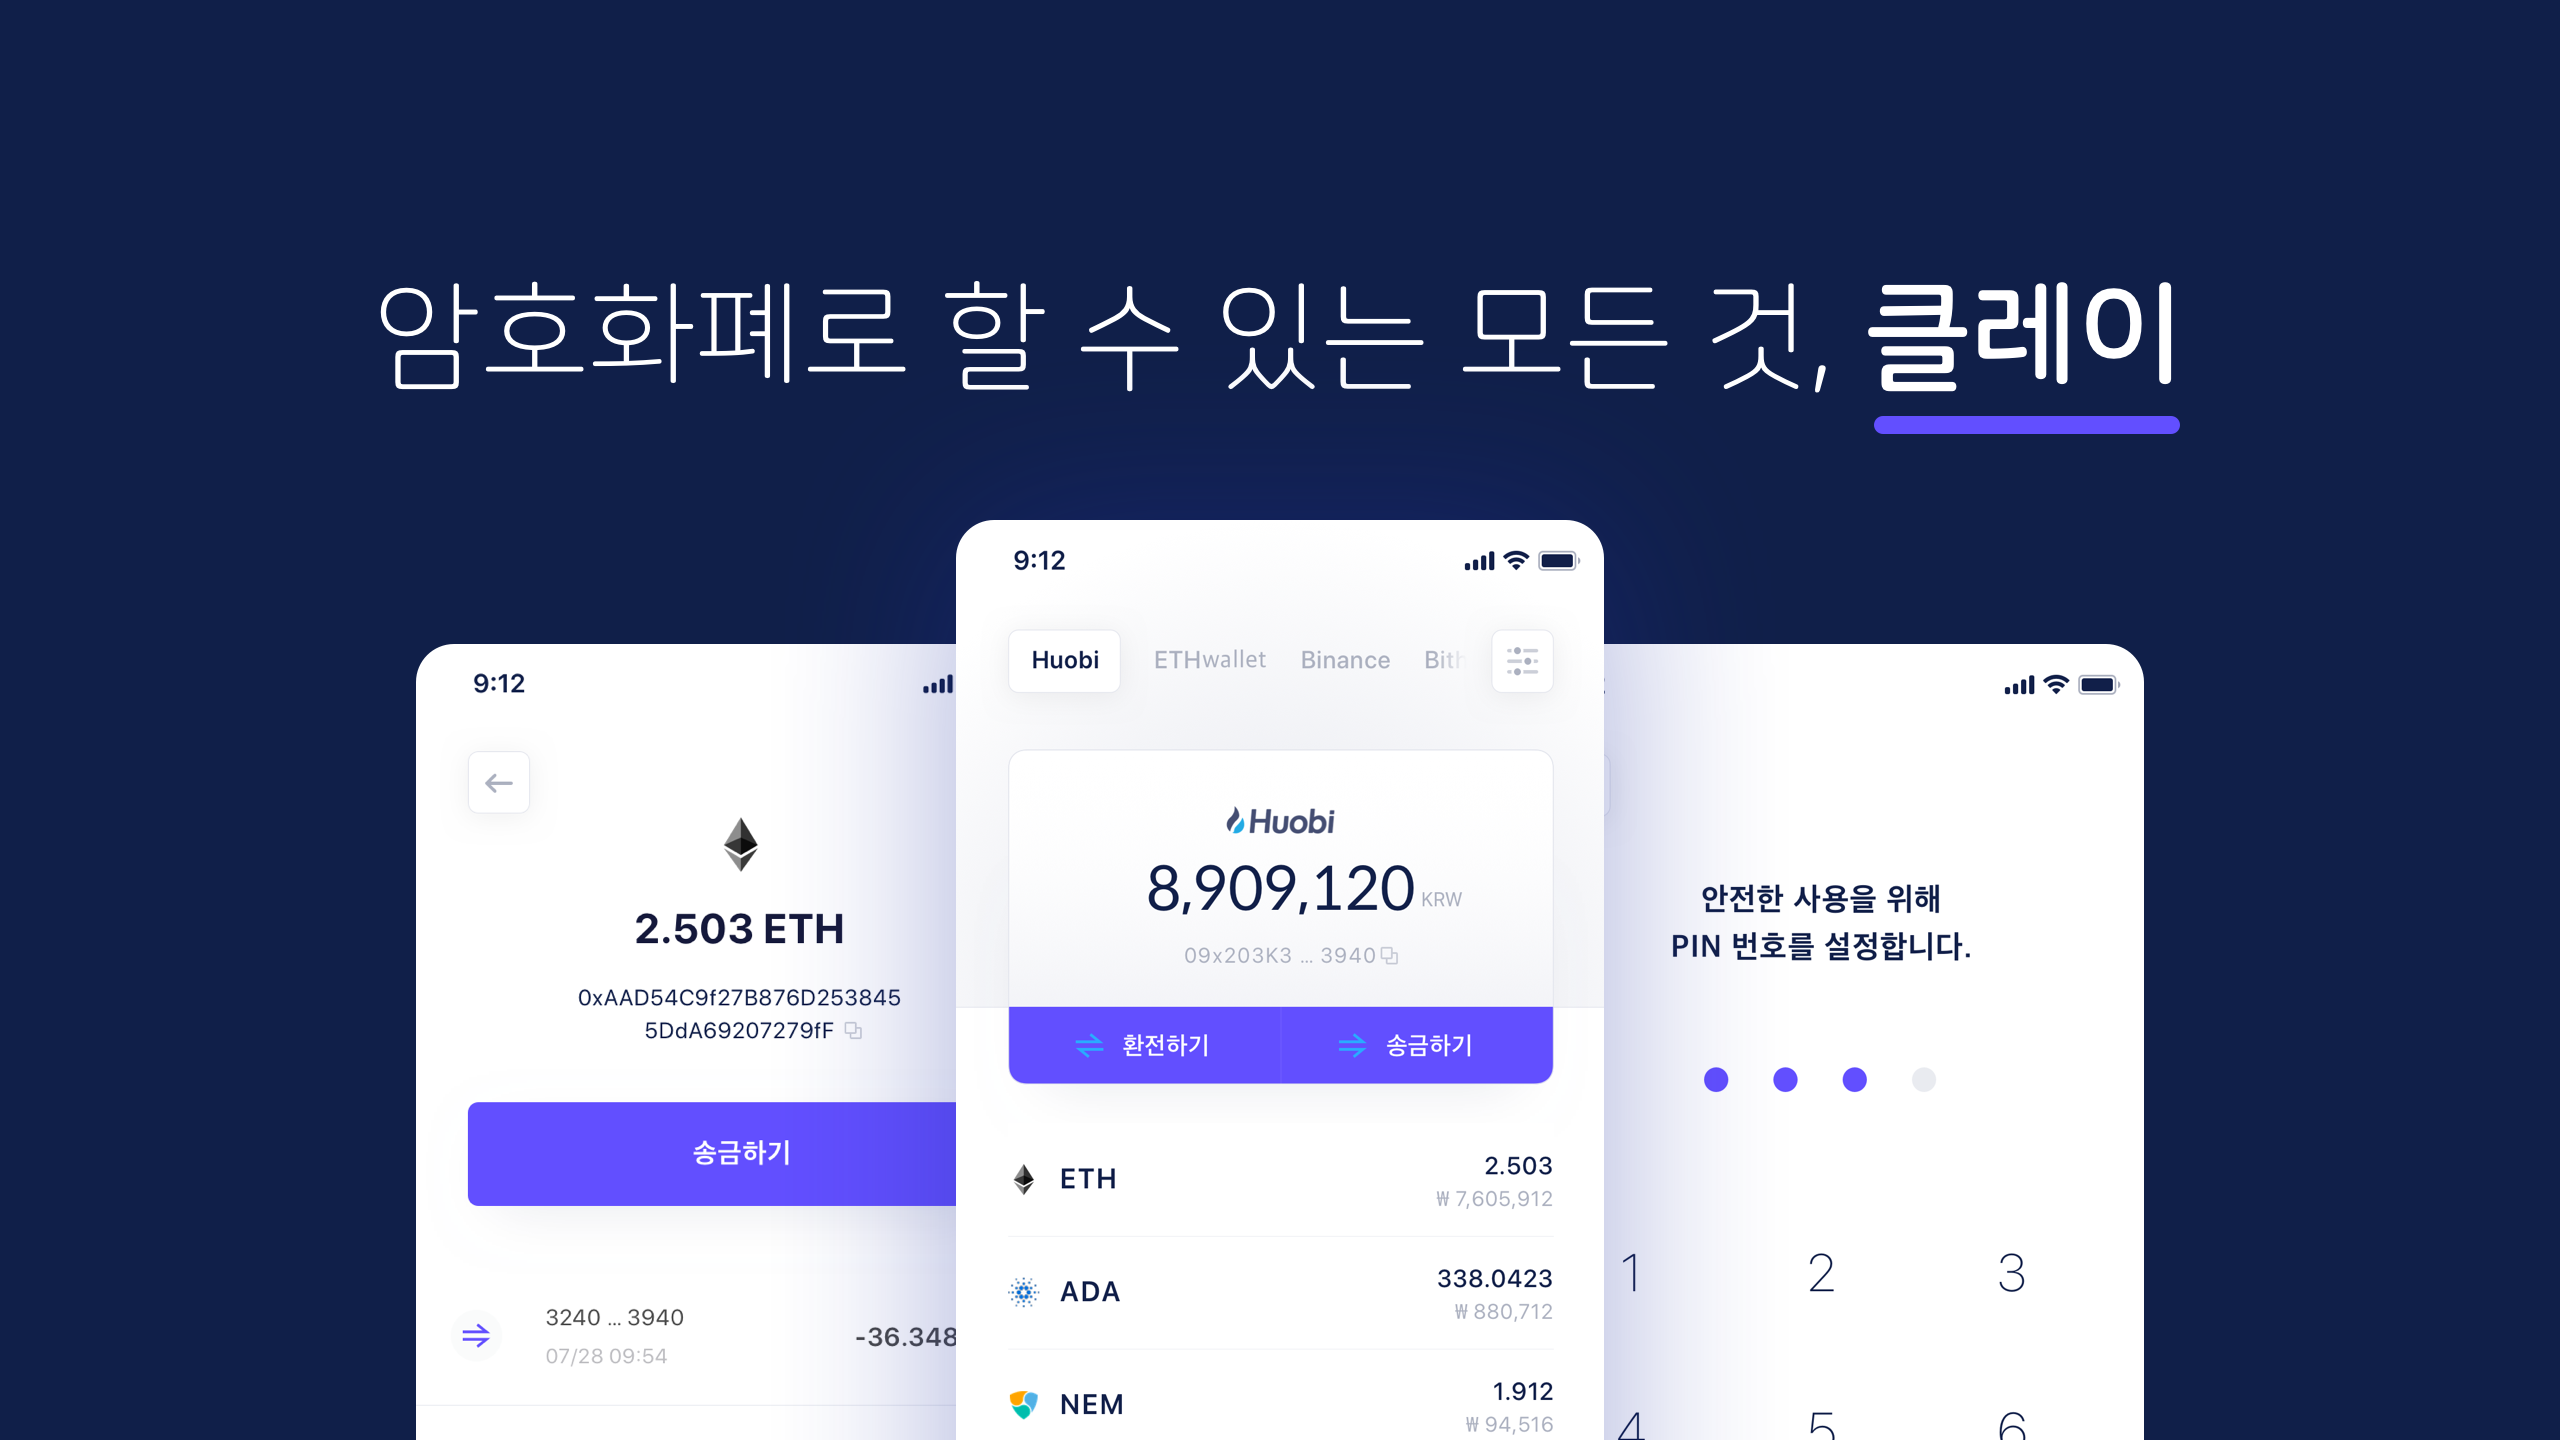 암호화폐로 할 수 있는 모든 것, 클레이
9:12
2.503 ETH
0xAAD54C9f27B876D253845
5DdA69207279fF
송금하기
3240 ... 3940
07/28 09:54
-36.348
9:12
Huobi ETHwallet Binance Bith
Huobi
8,909,120 KRW
09x203K3 ... 3940
환전하기 송금하기
ETH 2.503
₩ 7,605,912
ADA 338.0423
₩ 880,712
NEM 1.912
₩ 94,516
안전한 사용을 위해
PIN 번호를 설정합니다.
1 2 3
4 5 6